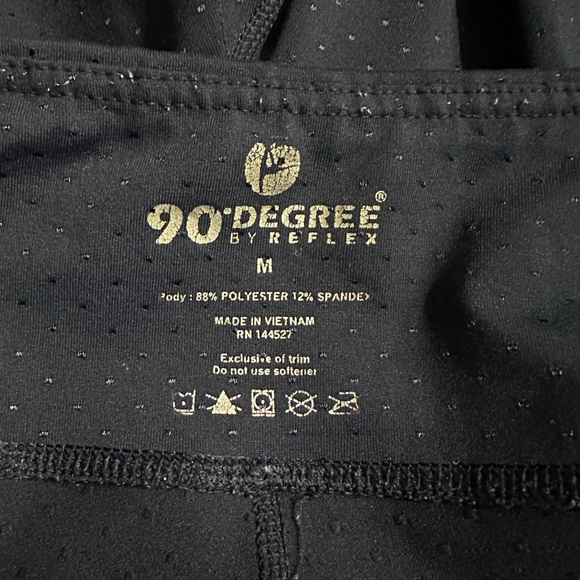 90° DEGREE®
BY REFLEX
M
Body : 88% POLYESTER 12% SPANDEX
MADE IN VIETNAM
RN 144527
Exclusive of trim
Do not use softener